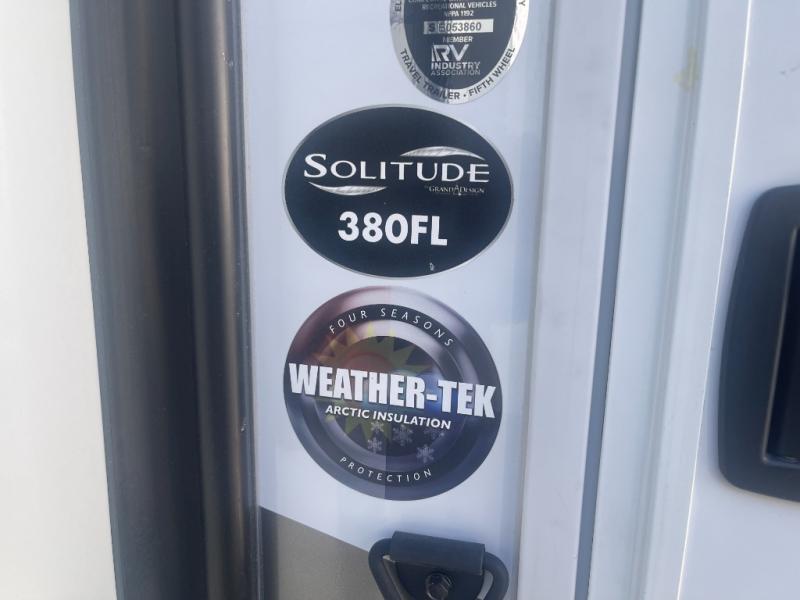 RECREATIONAL VEHICLES
NFPA 1192
MEMBER
RV
INDUSTRY
ASSOCIATION
TRAVEL TRAILER • FIFTH WHEEL
SOLITUDE
BY GRAND DESIGN
380FL
FOUR SEASONS
WEATHER-TEK
ARCTIC INSULATION
PROTECTION